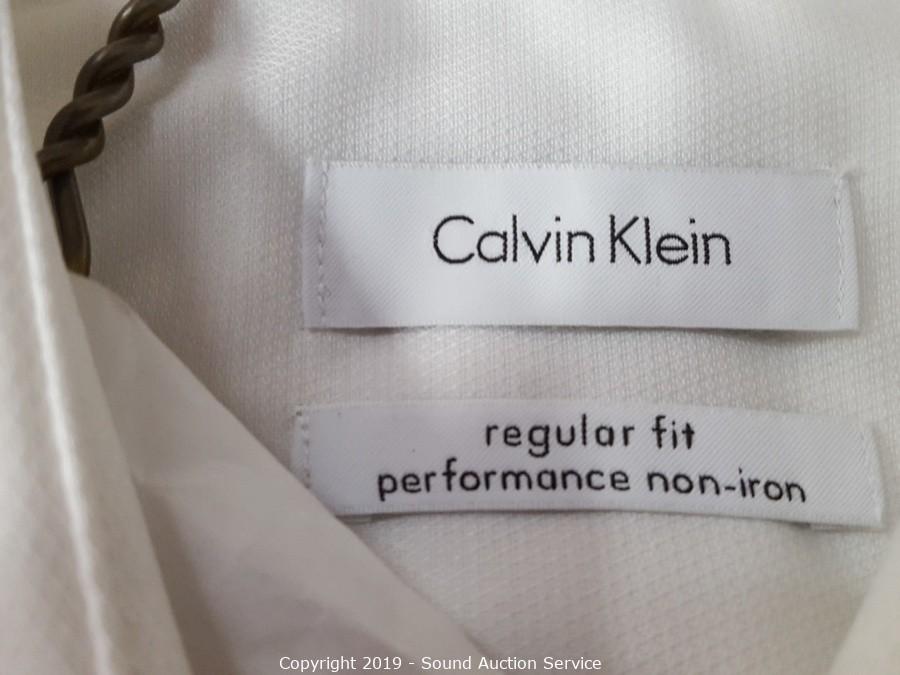 Calvin Klein
regular fit
performance non-iron
Copyright 2019 - Sound Auction Service